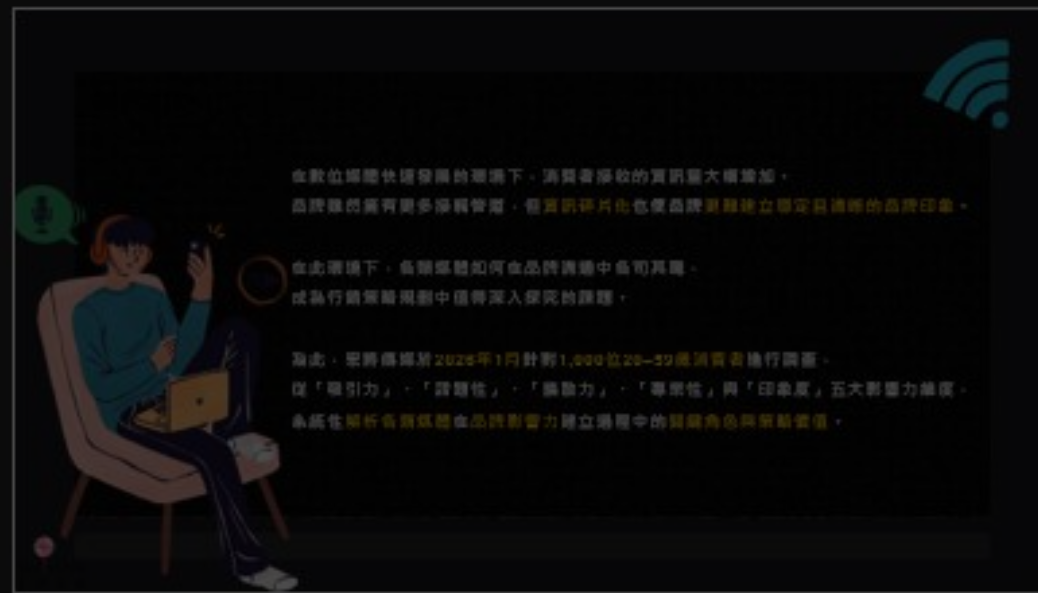 在數位媒體快速發展的環境下，消費者接收的資訊量大幅增加，
品牌雖仍擁有更多接觸管道，但資訊碎片化也使品牌更難建立穩定且清晰的品牌印象。
在此環境下，各類媒體如何在品牌溝通中各司其職，
成為行銷策略規劃中值得深入探究的課題。
為此，宏將傳媒於2026年1月針對1,000位20–59歲消費者進行調查，
從「吸引力」、「話題性」、「驅動力」、「專業性」與「印象度」五大影響力維度，
系統性解析各類媒體在品牌影響力建立過程中的關鍵角色與策略價值。